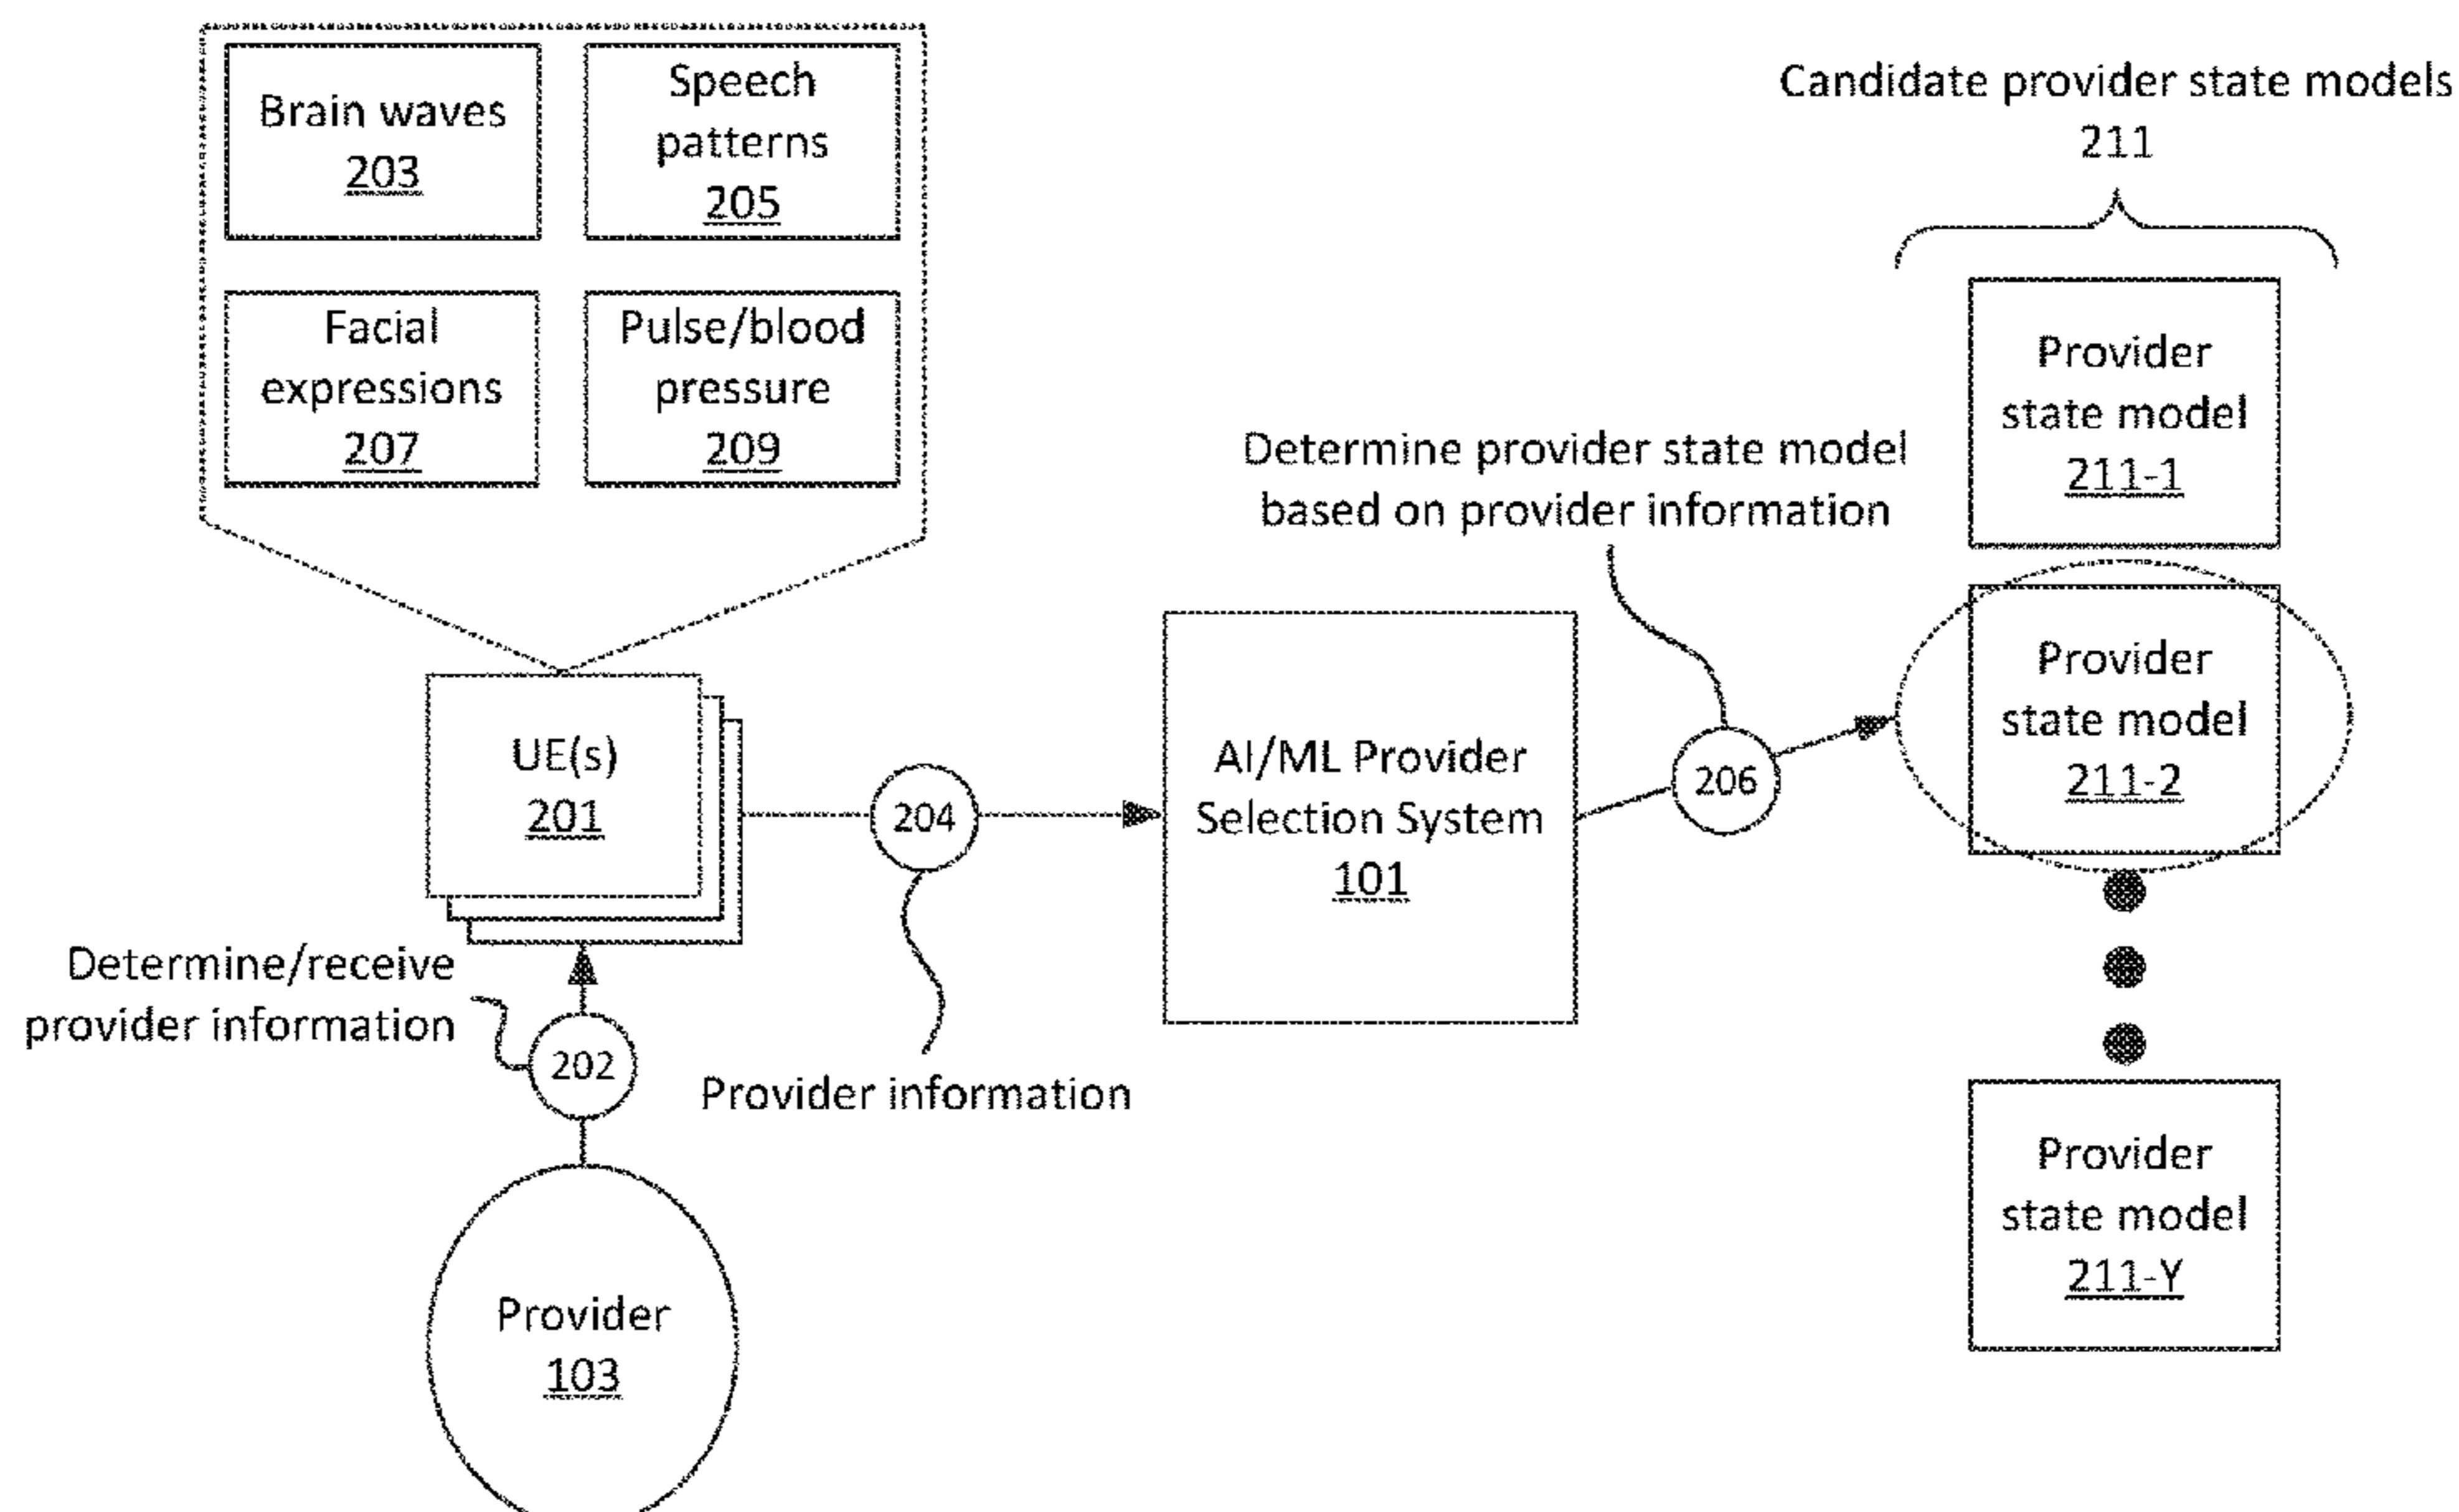 Brain waves
203
Speech
patterns
205
Facial
expressions
207
Pulse/blood
pressure
209
Candidate provider state models
211
Provider
state model
211-1
Determine provider state model
based on provider information
Provider
state model
211-2
UE(s)
201
204
AI/ML Provider
Selection System
101
206
Determine/receive
provider information
202
Provider information
Provider
state model
211-Y
Provider
103